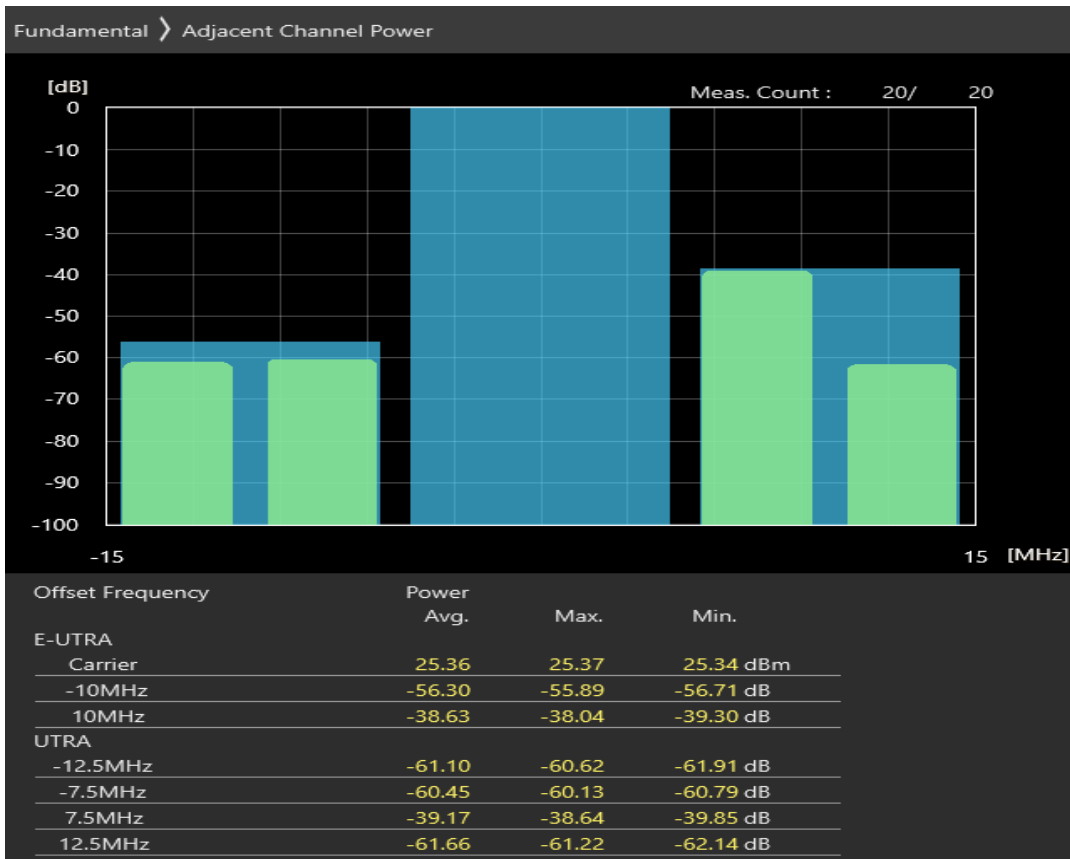 Fundamental ❭ Adjacent Channel Power
[dB]
Meas. Count : 20/ 20
0
-10
-20
-30
-40
-50
-60
-70
-80
-90
-100
-15 15 [MHz]
Offset Frequency Power
Avg. Max. Min.
E-UTRA
Carrier 25.36 25.37 25.34 dBm
-10MHz -56.30 -55.89 -56.71 dB
10MHz -38.63 -38.04 -39.30 dB
UTRA
-12.5MHz -61.10 -60.62 -61.91 dB
-7.5MHz -60.45 -60.13 -60.79 dB
7.5MHz -39.17 -38.64 -39.85 dB
12.5MHz -61.66 -61.22 -62.14 dB